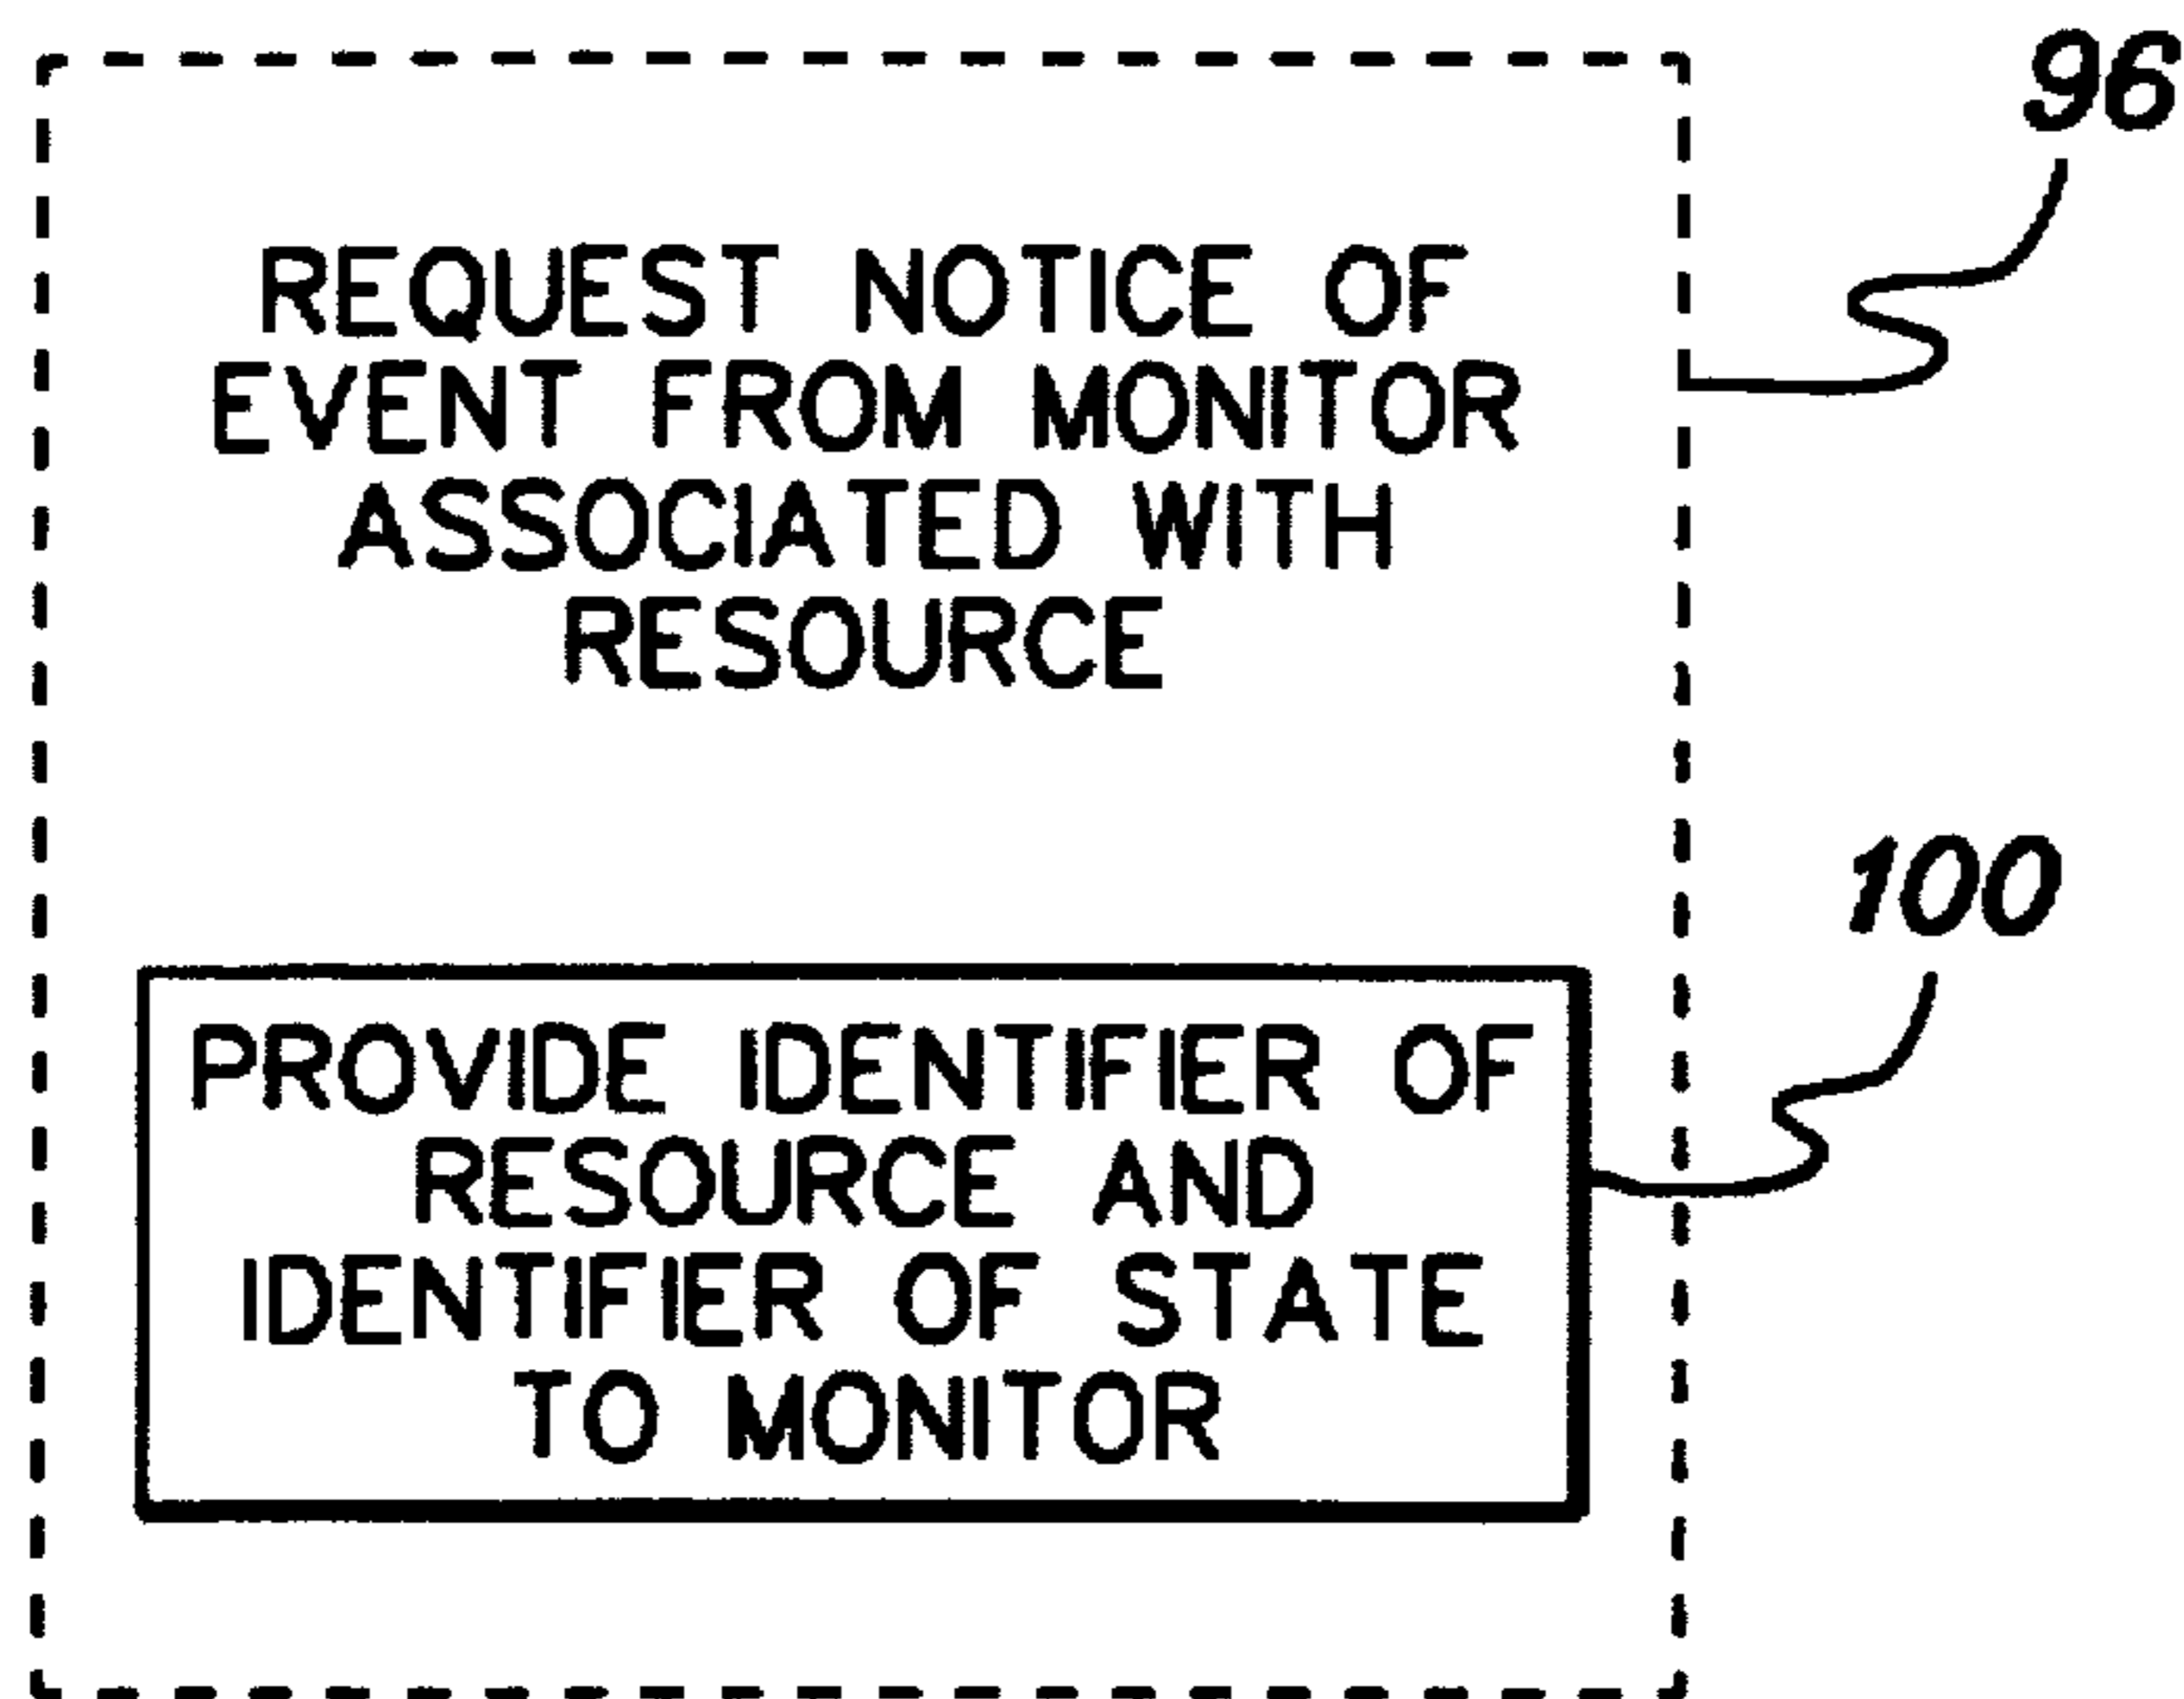 96
REQUEST NOTICE OF
EVENT FROM MONITOR
ASSOCIATED WITH
RESOURCE
100
PROVIDE IDENTIFIER OF
RESOURCE AND
IDENTIFIER OF STATE
TO MONITOR